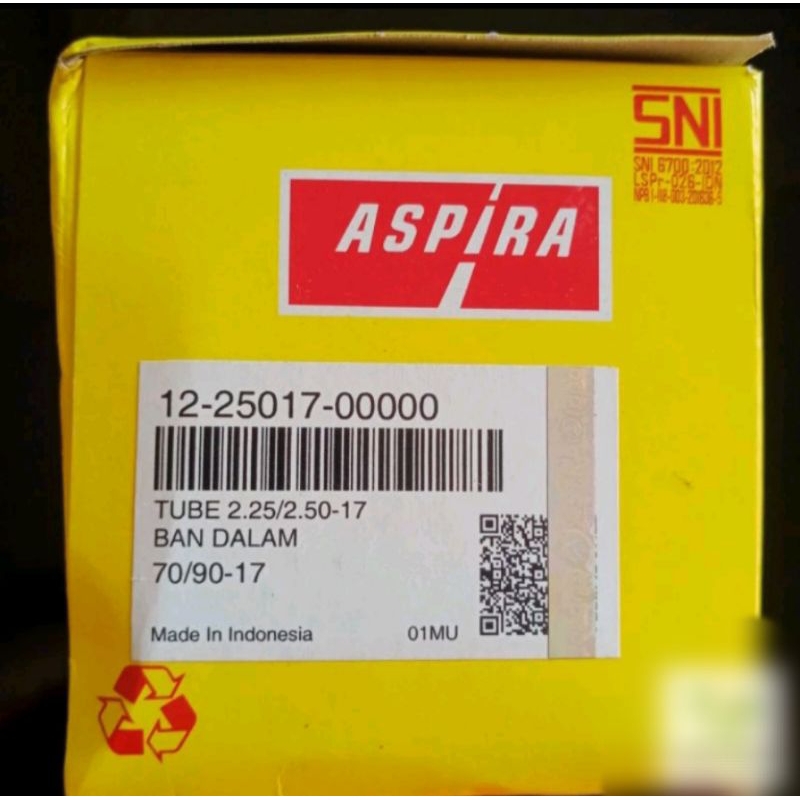 SNI
SNI 6700:2012
LSPr-026-IDN
ASPIRA
12-25017-00000
TUBE 2.25/2.50-17
BAN DALAM
70/90-17
Made In Indonesia
01MU